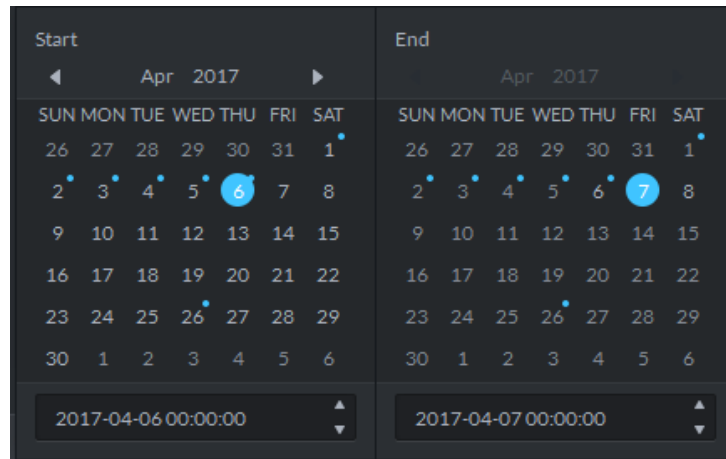 Start
Apr 2017
SUN MON TUE WED THU FRI SAT
26 27 28 29 30 31 1
2 3 4 5 6 7 8
9 10 11 12 13 14 15
16 17 18 19 20 21 22
23 24 25 26 27 28 29
30 1 2 3 4 5 6
2017-04-06 00:00:00
End
Apr 2017
SUN MON TUE WED THU FRI SAT
26 27 28 29 30 31 1
2 3 4 5 6 7 8
9 10 11 12 13 14 15
16 17 18 19 20 21 22
23 24 25 26 27 28 29
30 1 2 3 4 5 6
2017-04-07 00:00:00